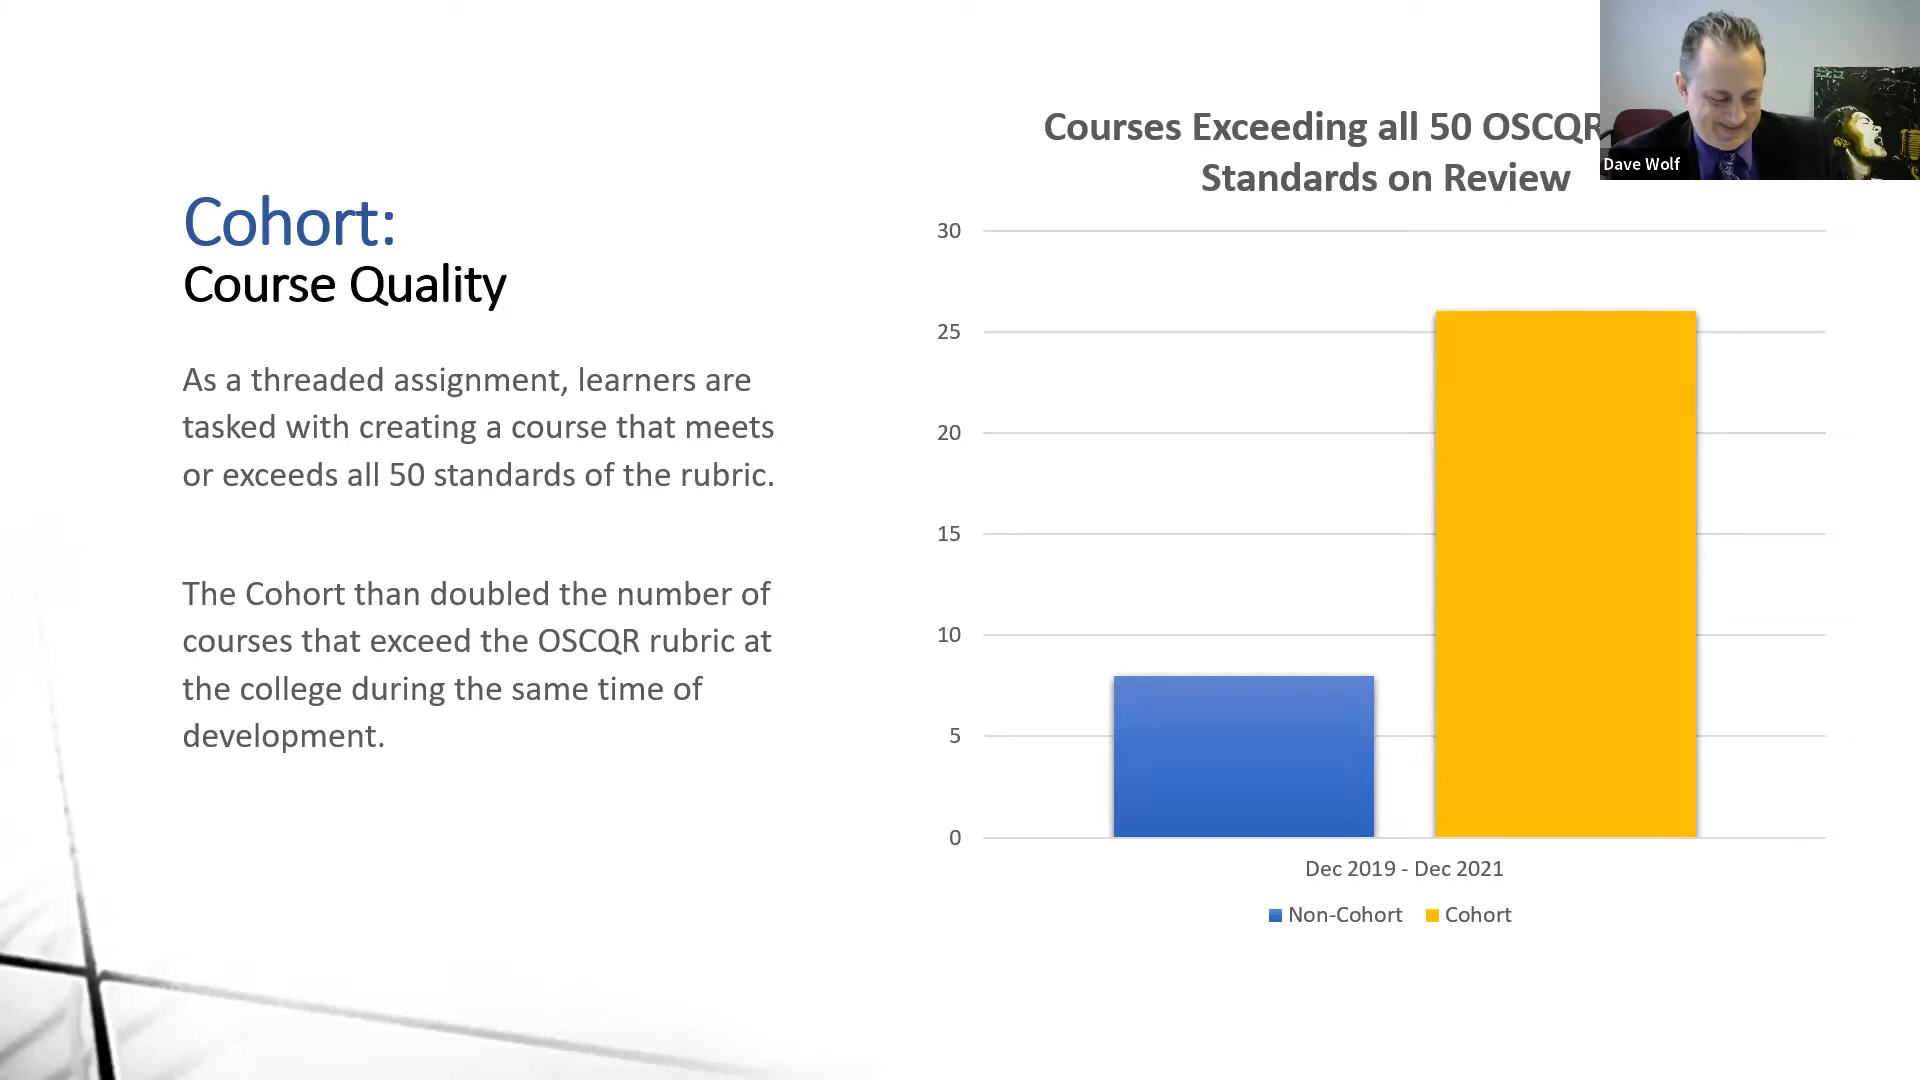 Cohort:
Course Quality
As a threaded assignment, learners are
tasked with creating a course that meets
or exceeds all 50 standards of the rubric.
The Cohort than doubled the number of
courses that exceed the OSCQR rubric at
the college during the same time of
development.
Courses Exceeding all 50 OSCQR
Standards on Review
30
25
20
15
10
5
0
Dec 2019 - Dec 2021
Non-Cohort Cohort
Dave Wolf